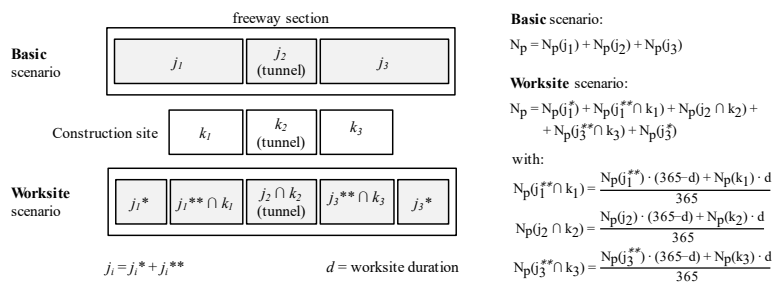 freeway section
Basic
scenario
j₁
j₂
(tunnel)
j₃
Construction site
k₁
k₂
(tunnel)
k₃
Worksite
scenario
j₁*
j₁** ∩ k₁
j₂ ∩ k₂
(tunnel)
j₃** ∩ k₃
j₃*
jᵢ = jᵢ* + jᵢ**
d = worksite duration
Basic scenario:
Nₚ = Nₚ(j₁) + Nₚ(j₂) + Nₚ(j₃)
Worksite scenario:
Nₚ = Nₚ(j₁*) + Nₚ(j₁** ∩ k₁) + Nₚ(j₂ ∩ k₂) +
+ Nₚ(j₃** ∩ k₃) + Nₚ(j₃*)
with:
Nₚ(j₁** ∩ k₁) = Nₚ(j₁**) · (365–d) + Nₚ(k₁) · d
365
Nₚ(j₂ ∩ k₂) = Nₚ(j₂) · (365–d) + Nₚ(k₂) · d
365
Nₚ(j₃** ∩ k₃) = Nₚ(j₃**) · (365–d) + Nₚ(k₃) · d
365